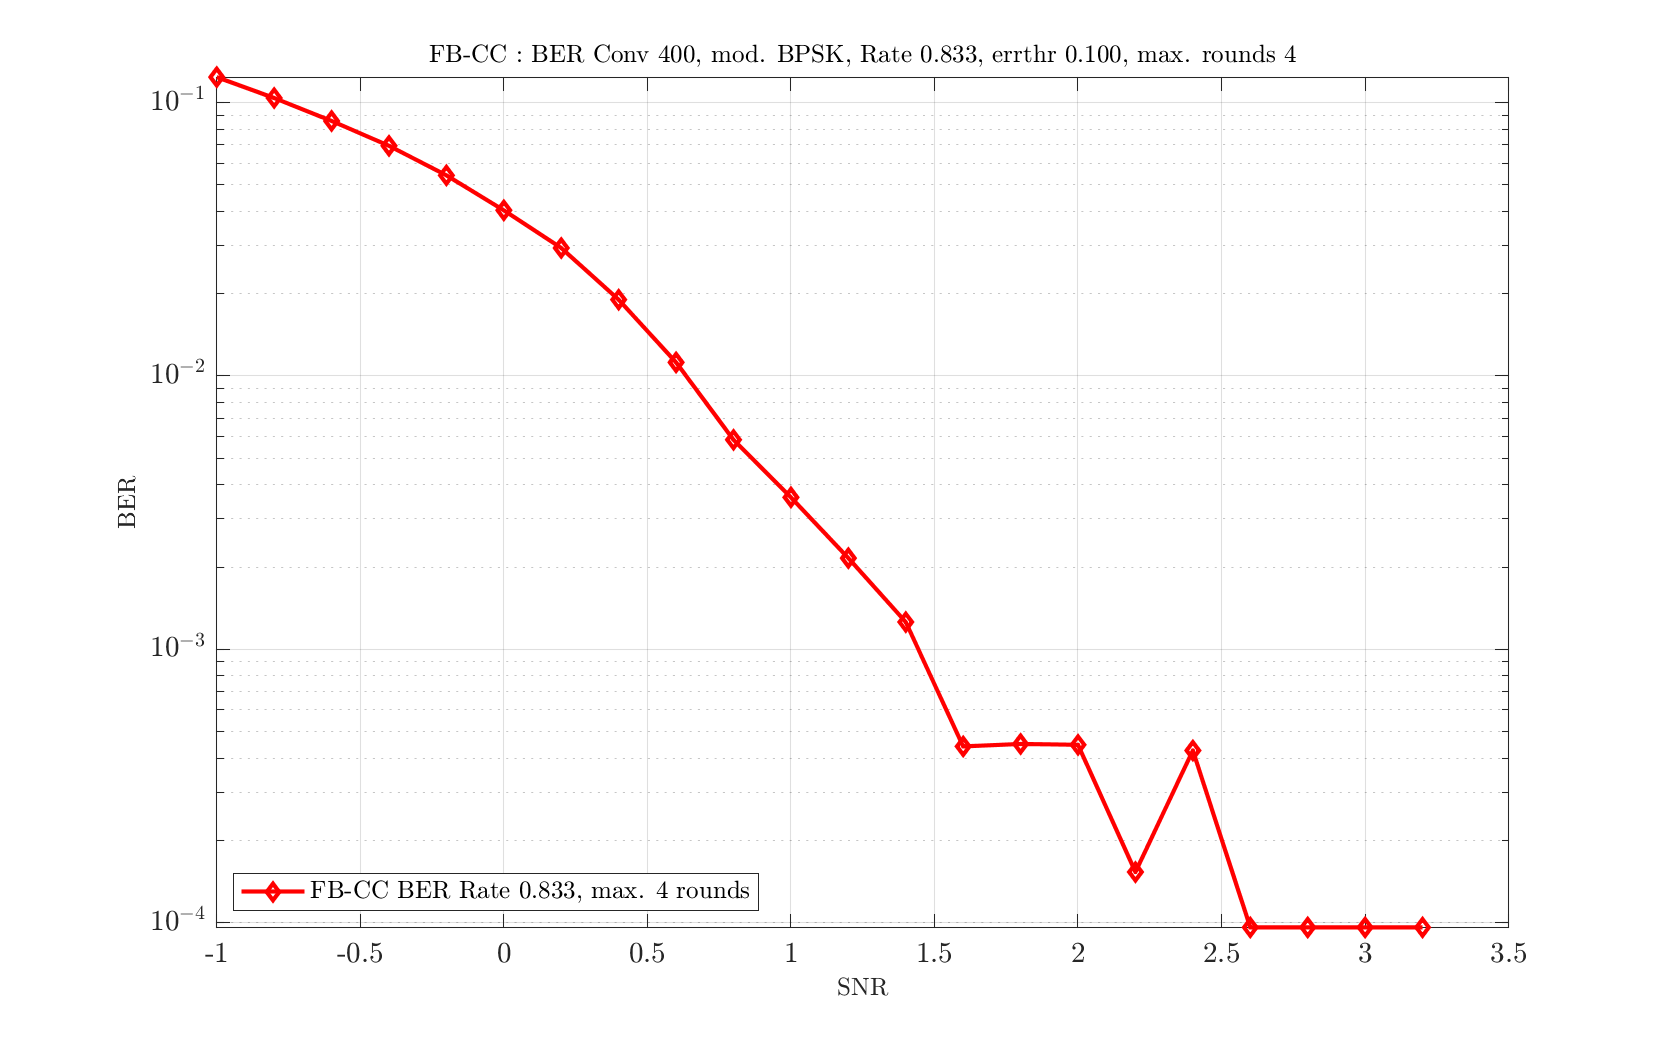 FB-CC : BER Conv 400, mod. BPSK, Rate 0.833, errthr 0.100, max. rounds 4
10⁻¹
10⁻²
10⁻³
10⁻⁴
BER
FB-CC BER Rate 0.833, max. 4 rounds
-1 -0.5 0 0.5 1 1.5 2 2.5 3 3.5
SNR